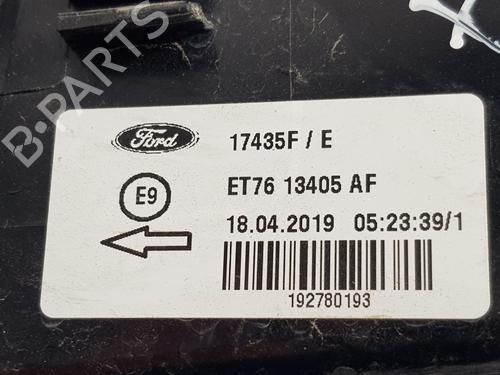 B-PARTS
Ford
17435F / E
E9
ET76 13405 AF
18.04.2019 05:23:39/1
192780193